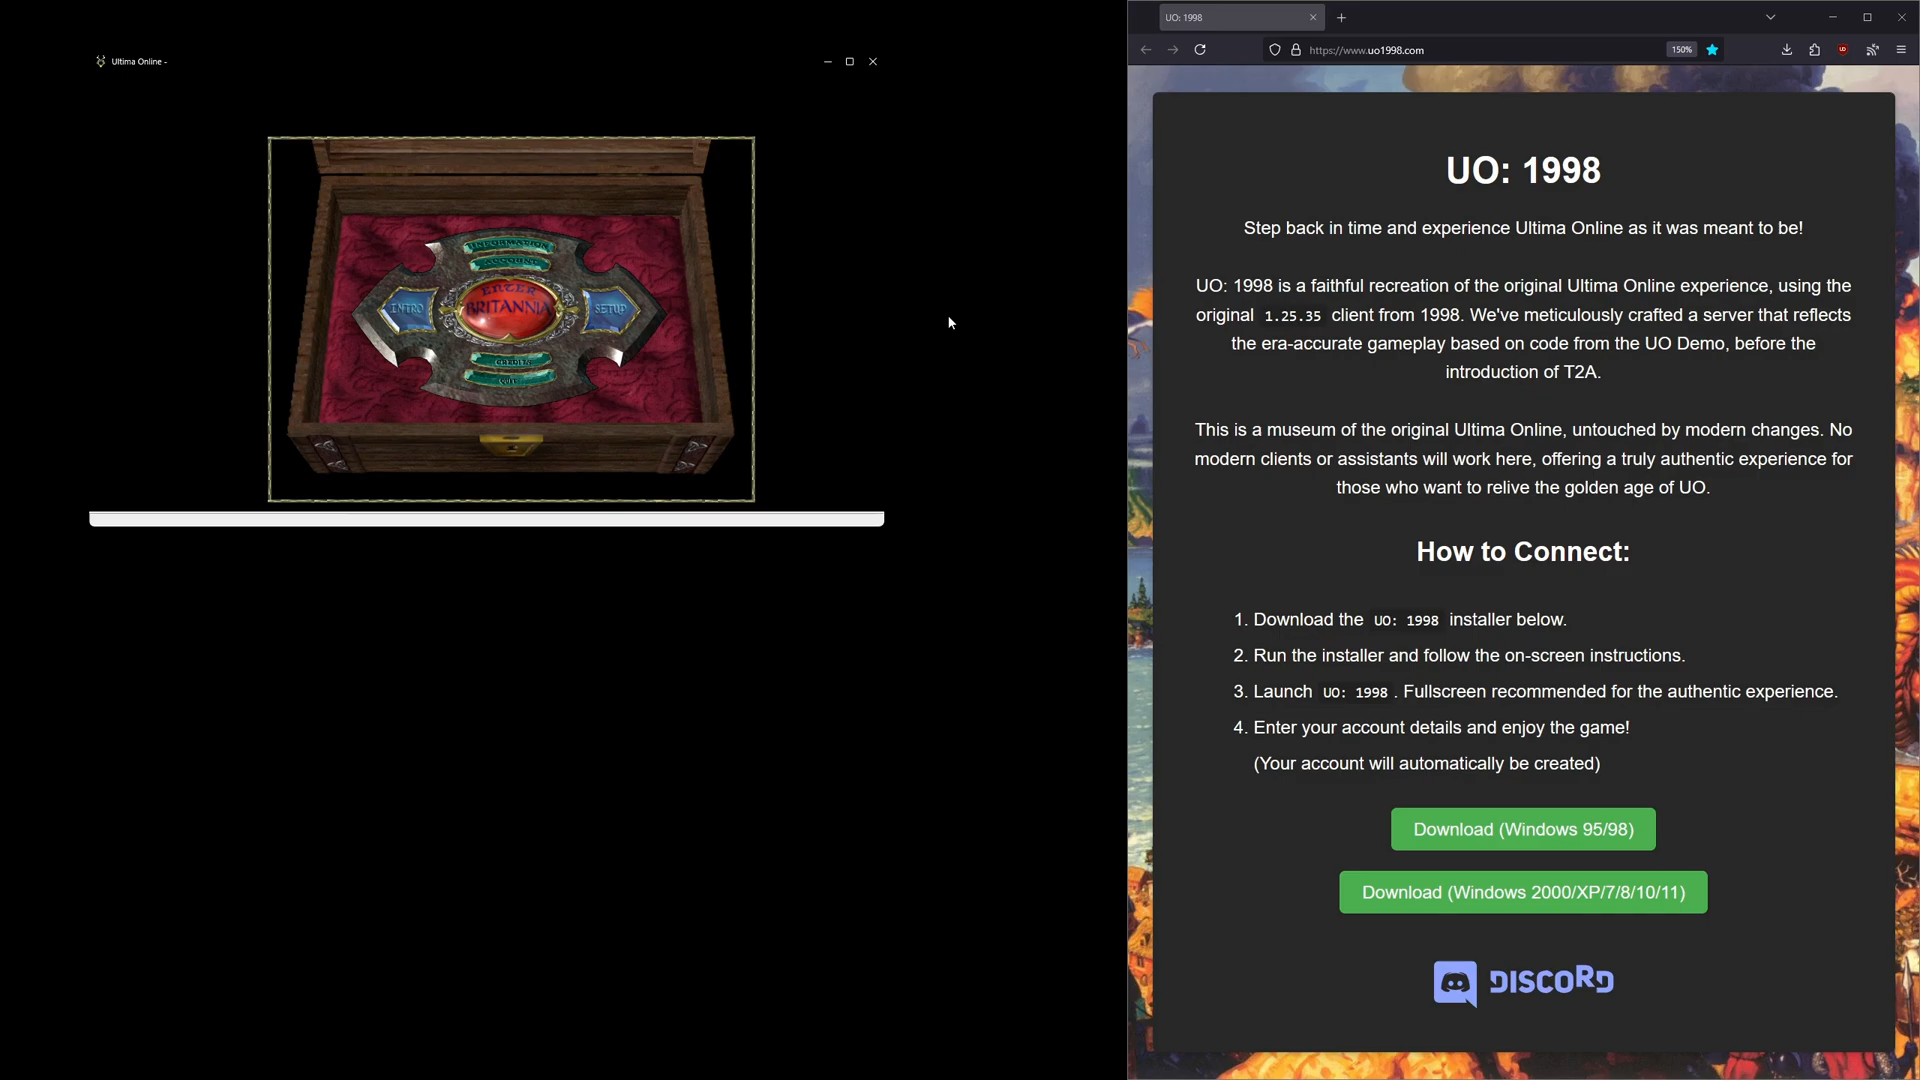 Ultima Online -
INFORMATION
ACCOUNT
INTRO
ENTER
BRITANNIA
SETUP
CREDITS
QUIT
UO: 1998
https://www.uo1998.com
150%
UO: 1998
Step back in time and experience Ultima Online as it was meant to be!
UO: 1998 is a faithful recreation of the original Ultima Online experience, using the
original 1.25.35 client from 1998. We've meticulously crafted a server that reflects
the era-accurate gameplay based on code from the UO Demo, before the
introduction of T2A.
This is a museum of the original Ultima Online, untouched by modern changes. No
modern clients or assistants will work here, offering a truly authentic experience for
those who want to relive the golden age of UO.
How to Connect:
1. Download the UO: 1998 installer below.
2. Run the installer and follow the on-screen instructions.
3. Launch UO: 1998 . Fullscreen recommended for the authentic experience.
4. Enter your account details and enjoy the game!
(Your account will automatically be created)
Download (Windows 95/98)
Download (Windows 2000/XP/7/8/10/11)
DISCORD